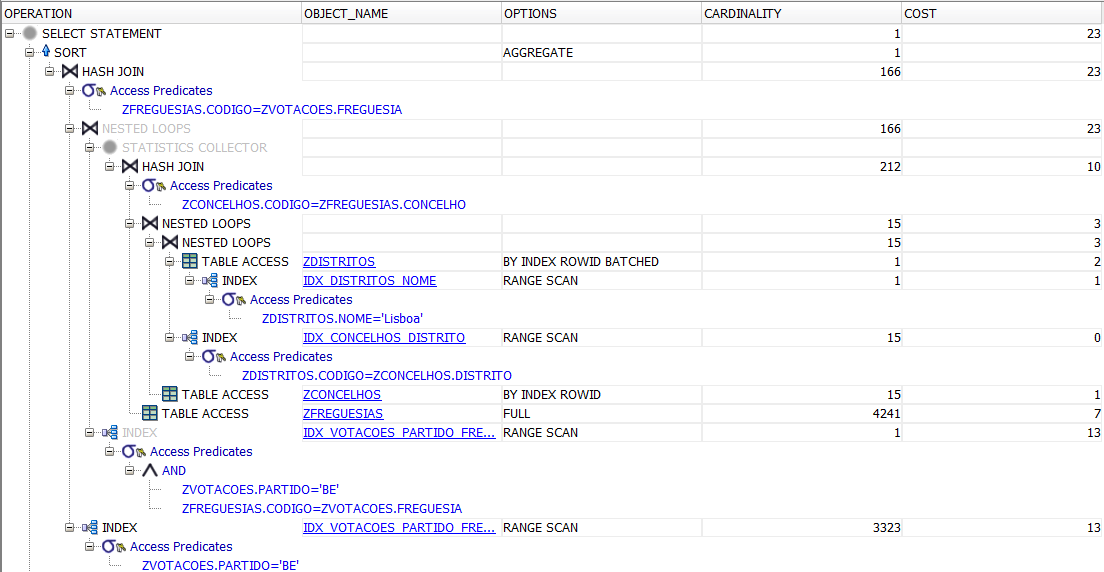 OPERATION OBJECT_NAME OPTIONS CARDINALITY COST
SELECT STATEMENT 1 23
SORT AGGREGATE 1
HASH JOIN 166 23
Access Predicates
ZFREGUESIAS.CODIGO=ZVOTACOES.FREGUESIA
NESTED LOOPS 166 23
STATISTICS COLLECTOR
HASH JOIN 212 10
Access Predicates
ZCONCELHOS.CODIGO=ZFREGUESIAS.CONCELHO
NESTED LOOPS 15 3
NESTED LOOPS 15 3
TABLE ACCESS ZDISTRITOS BY INDEX ROWID BATCHED 1 2
INDEX IDX_DISTRITOS_NOME RANGE SCAN 1 1
Access Predicates
ZDISTRITOS.NOME='Lisboa'
INDEX IDX_CONCELHOS_DISTRITO RANGE SCAN 15 0
Access Predicates
ZDISTRITOS.CODIGO=ZCONCELHOS.DISTRITO
TABLE ACCESS ZCONCELHOS BY INDEX ROWID 15 1
TABLE ACCESS ZFREGUESIAS FULL 4241 7
INDEX IDX_VOTACOES_PARTIDO_FRE... RANGE SCAN 1 13
Access Predicates
AND
ZVOTACOES.PARTIDO='BE'
ZFREGUESIAS.CODIGO=ZVOTACOES.FREGUESIA
INDEX IDX_VOTACOES_PARTIDO_FRE... RANGE SCAN 3323 13
Access Predicates
ZVOTACOES.PARTIDO='BE'